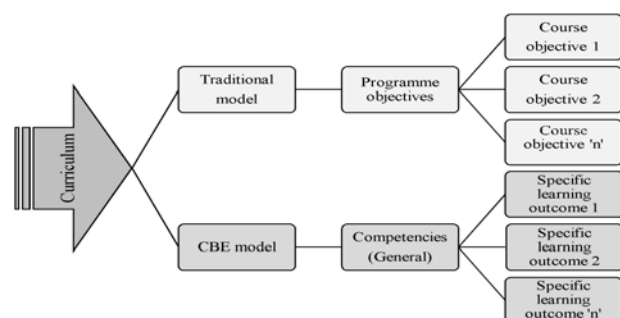 Curriculum
Traditional
model
Programme
objectives
Course
objective 1
Course
objective 2
Course
objective 'n'
CBE model
Competencies
(General)
Specific
learning
outcome 1
Specific
learning
outcome 2
Specific
learning
outcome 'n'